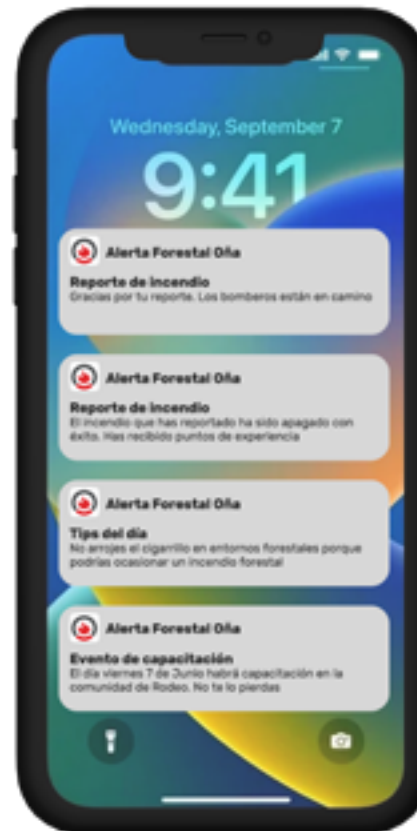 Wednesday, September 7
9:41
Alerta Forestal Oña
Reporte de incendio
Gracias por tu reporte. Los bomberos están en camino
Alerta Forestal Oña
Reporte de incendio
El incendio que has reportado ha sido apagado con
éxito. Has recibido puntos de experiencia
Alerta Forestal Oña
Tips del día
No arrojes el cigarrillo en entornos forestales porque
podrías ocasionar un incendio forestal
Alerta Forestal Oña
Evento de capacitación
El día viernes 7 de Junio habrá capacitación en la
comunidad de Rodeo. No te lo pierdas